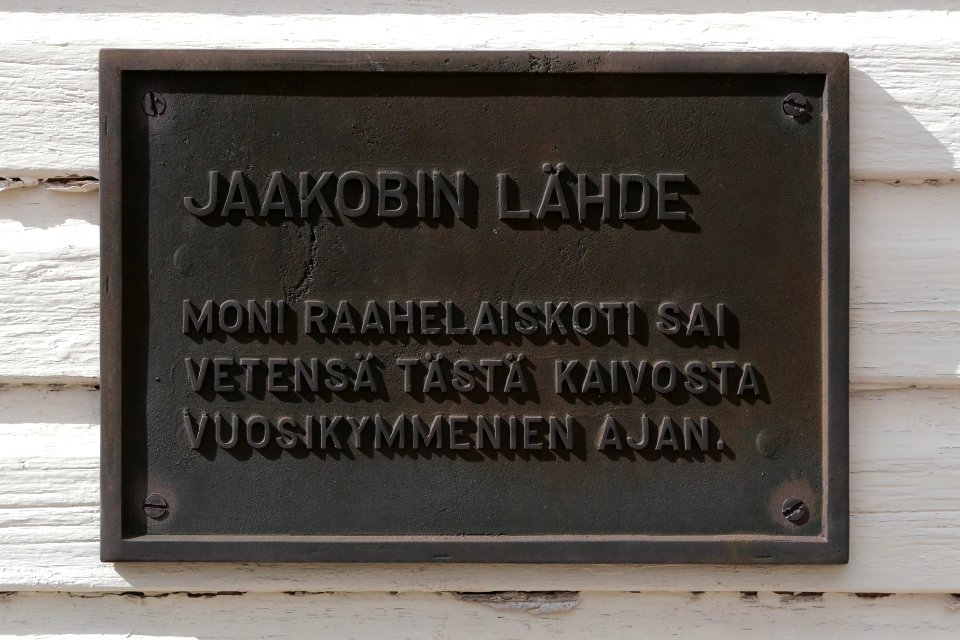 JAAKOBIN LÄHDE
MONI RAAHELAISKOTI SAI
VETENSÄ TÄSTÄ KAIVOSTA
VUOSIKYMMENIEN AJAN.